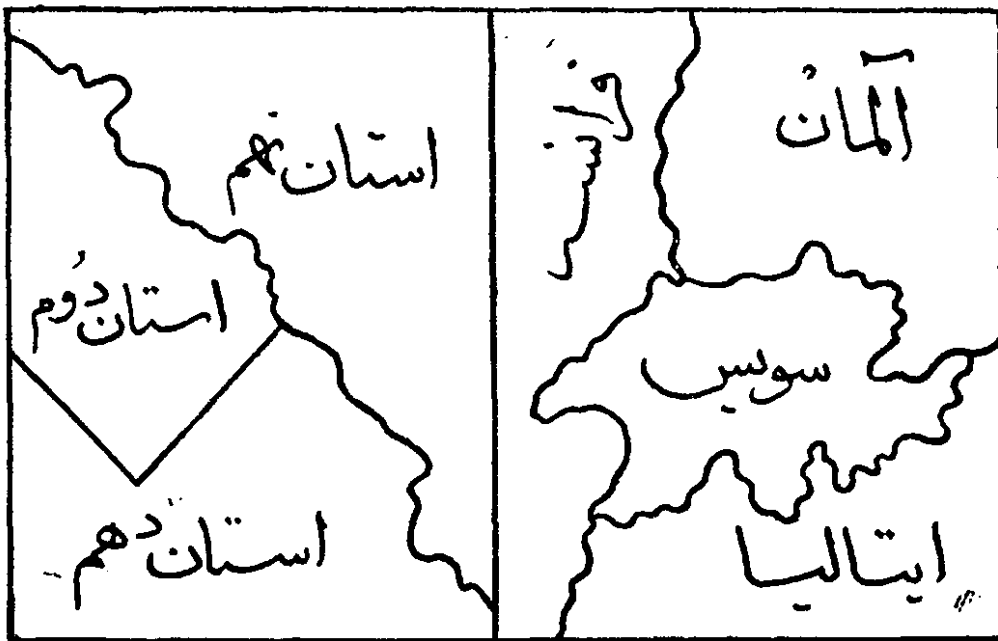 آلمان
فرانسه
سویس
ایتالیا
استان نهم
استان دوم
استان دهم